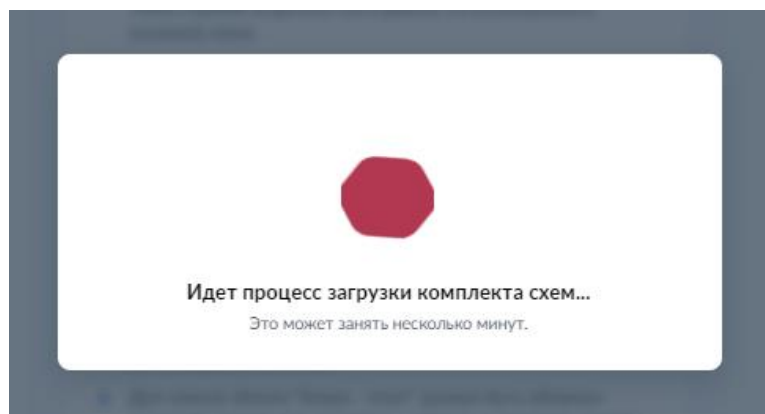 Идет процесс загрузки комплекта схем...
Это может занять несколько минут.